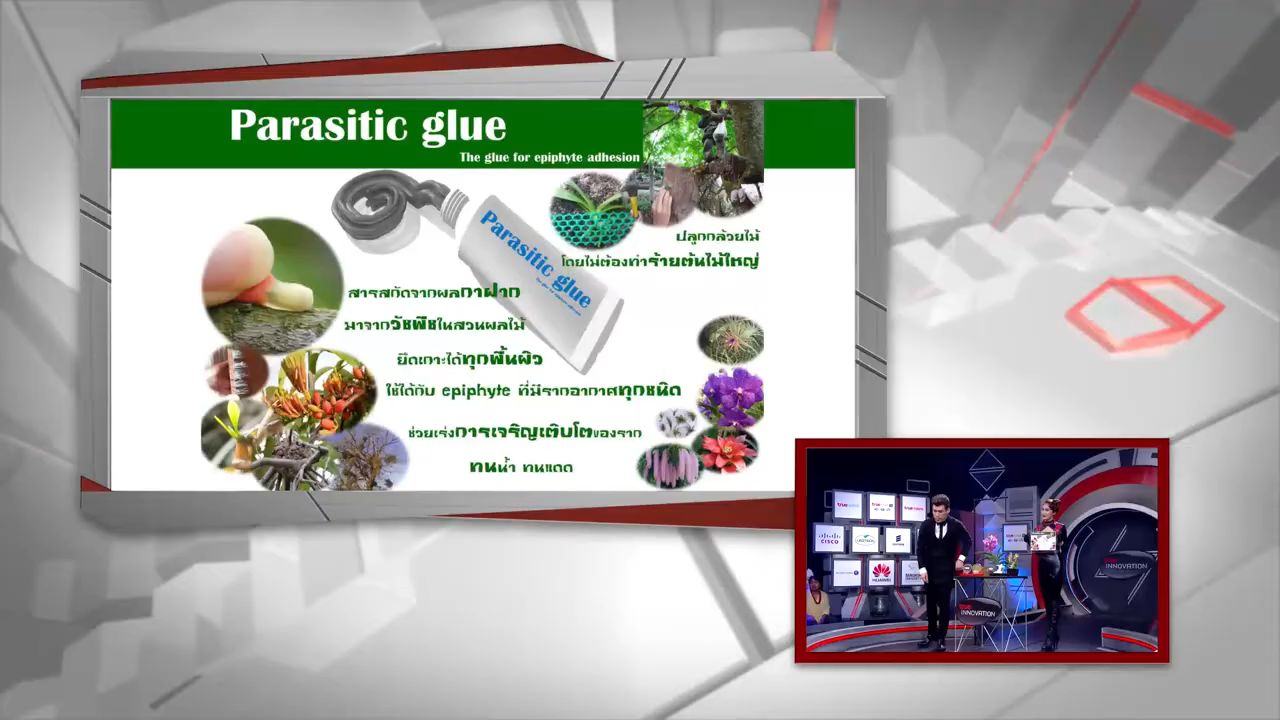 Parasitic glue
The glue for epiphyte adhesion
Parasitic glue
ปลูกกล้วยไม้
โดยไม่ต้องทำร้ายต้นไม้ใหญ่
สารสกัดจากผลกาฝาก
มาจากวัชพืชในสวนผลไม้
ยึดเกาะได้ทุกพื้นผิว
ใช้ได้กับ epiphyte ที่มีรากอากาศทุกชนิด
ช่วยเร่งการเจริญเติบโตของราก
ทนน้ำ ทนแดด
CISCO
HUAWEI
true INNOVATION
true INNOVATION